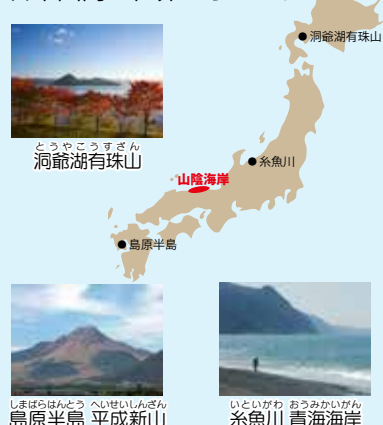 洞爺湖有珠山
とうやこうすざん
洞爺湖有珠山
糸魚川
山陰海岸
島原半島
しまばらはんとう へいせいしんざん
島原半島 平成新山
いといがわ おうみかいがん
糸魚川 青海海岸